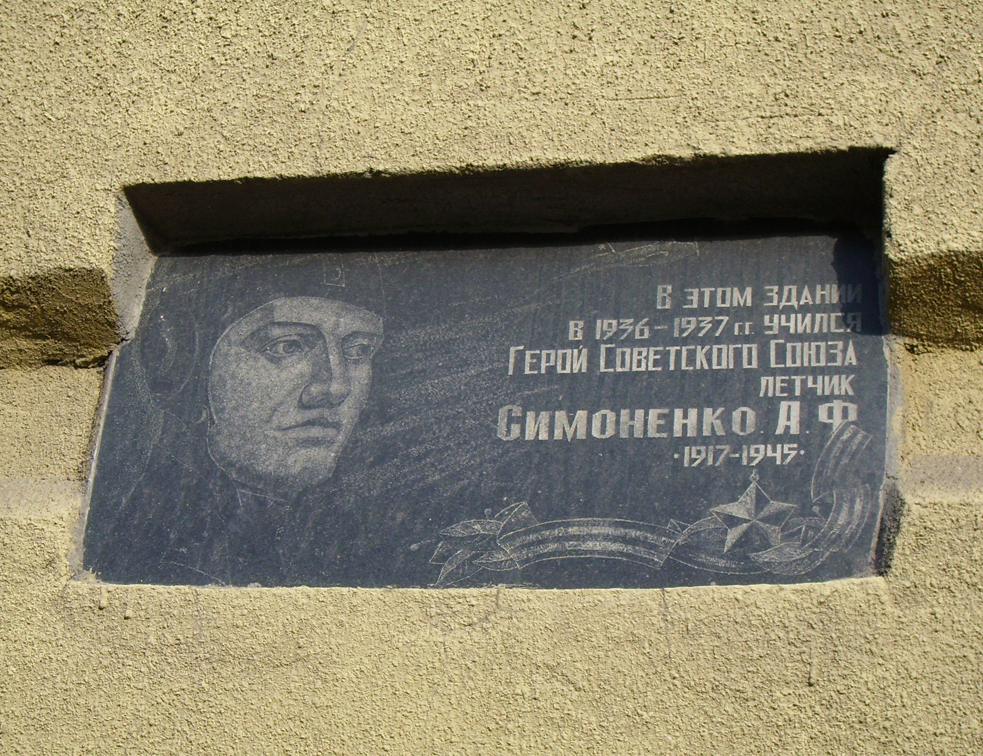 В этом здании
в 1936-1937 гг. учился
Герой Советского Союза
летчик
Симоненко. А. Ф
·1917-1945·